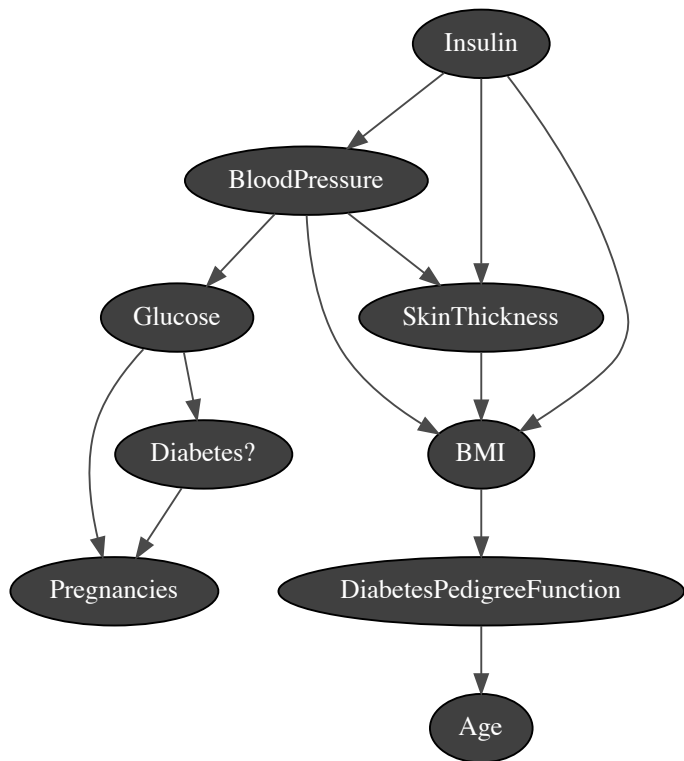 Insulin
BloodPressure
Glucose
SkinThickness
Diabetes?
BMI
Pregnancies
DiabetesPedigreeFunction
Age